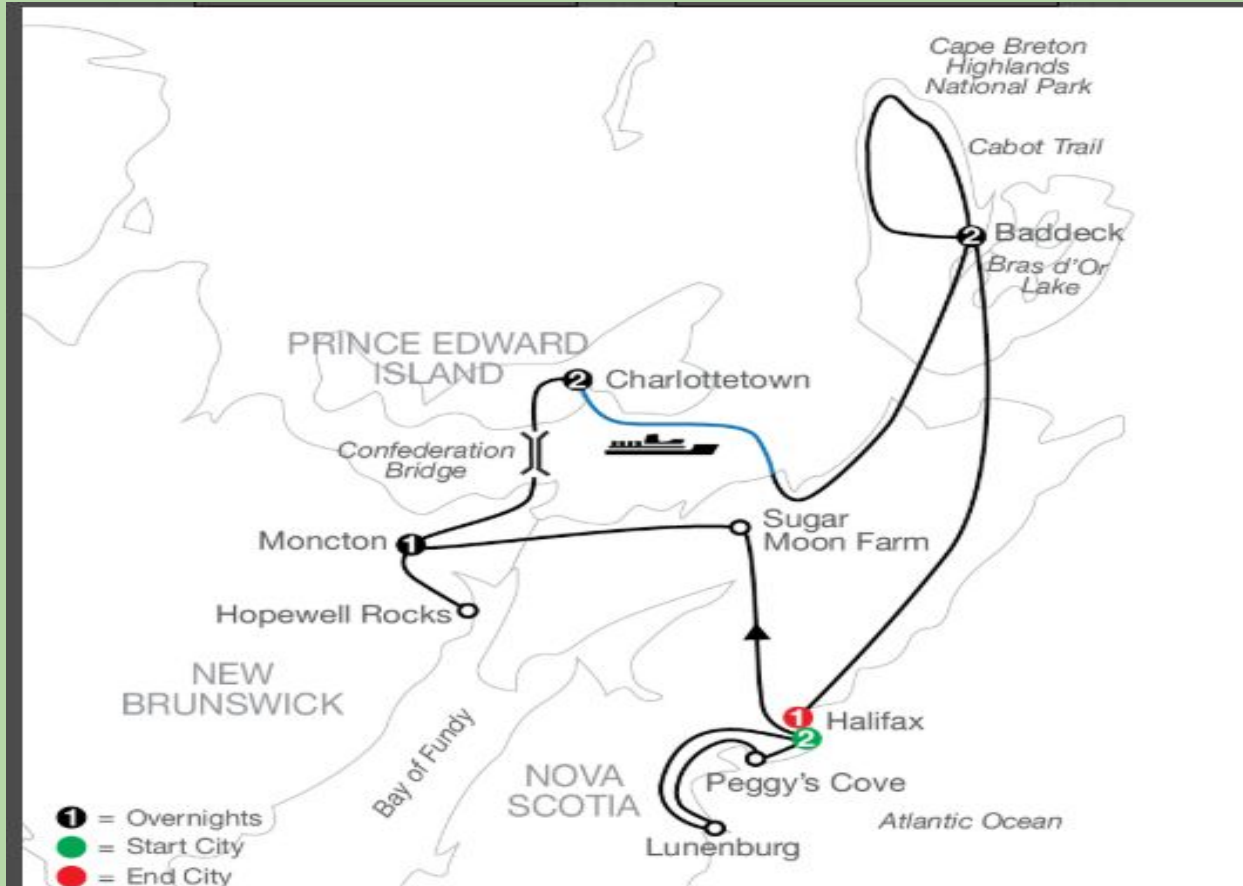 Cape Breton
Highlands
National Park
Cabot Trail
2 Baddeck
Bras d'Or
Lake
PRINCE EDWARD
ISLAND
2 Charlottetown
Confederation
Bridge
Sugar
Moon Farm
Moncton 1
Hopewell Rocks
NEW
BRUNSWICK
1 Halifax
2
Bay of Fundy
NOVA
SCOTIA
Peggy's Cove
Atlantic Ocean
Lunenburg
1 = Overnights
= Start City
= End City